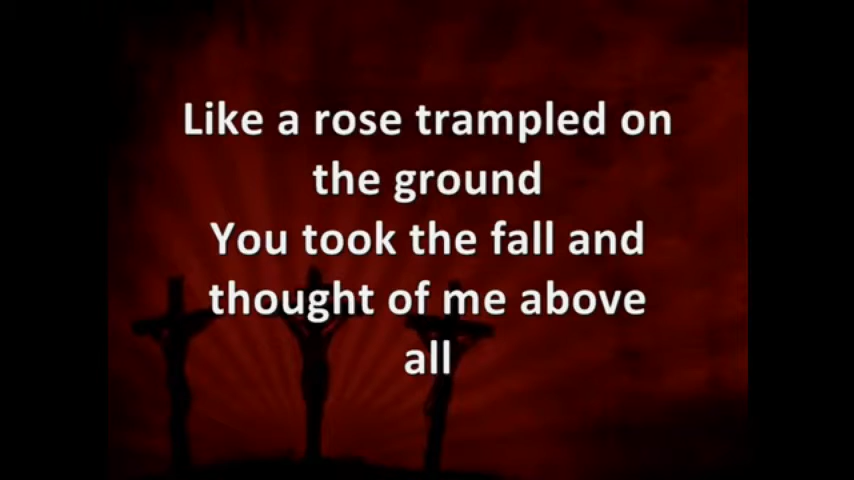 Like a rose trampled on
the ground
You took the fall and
thought of me above
all